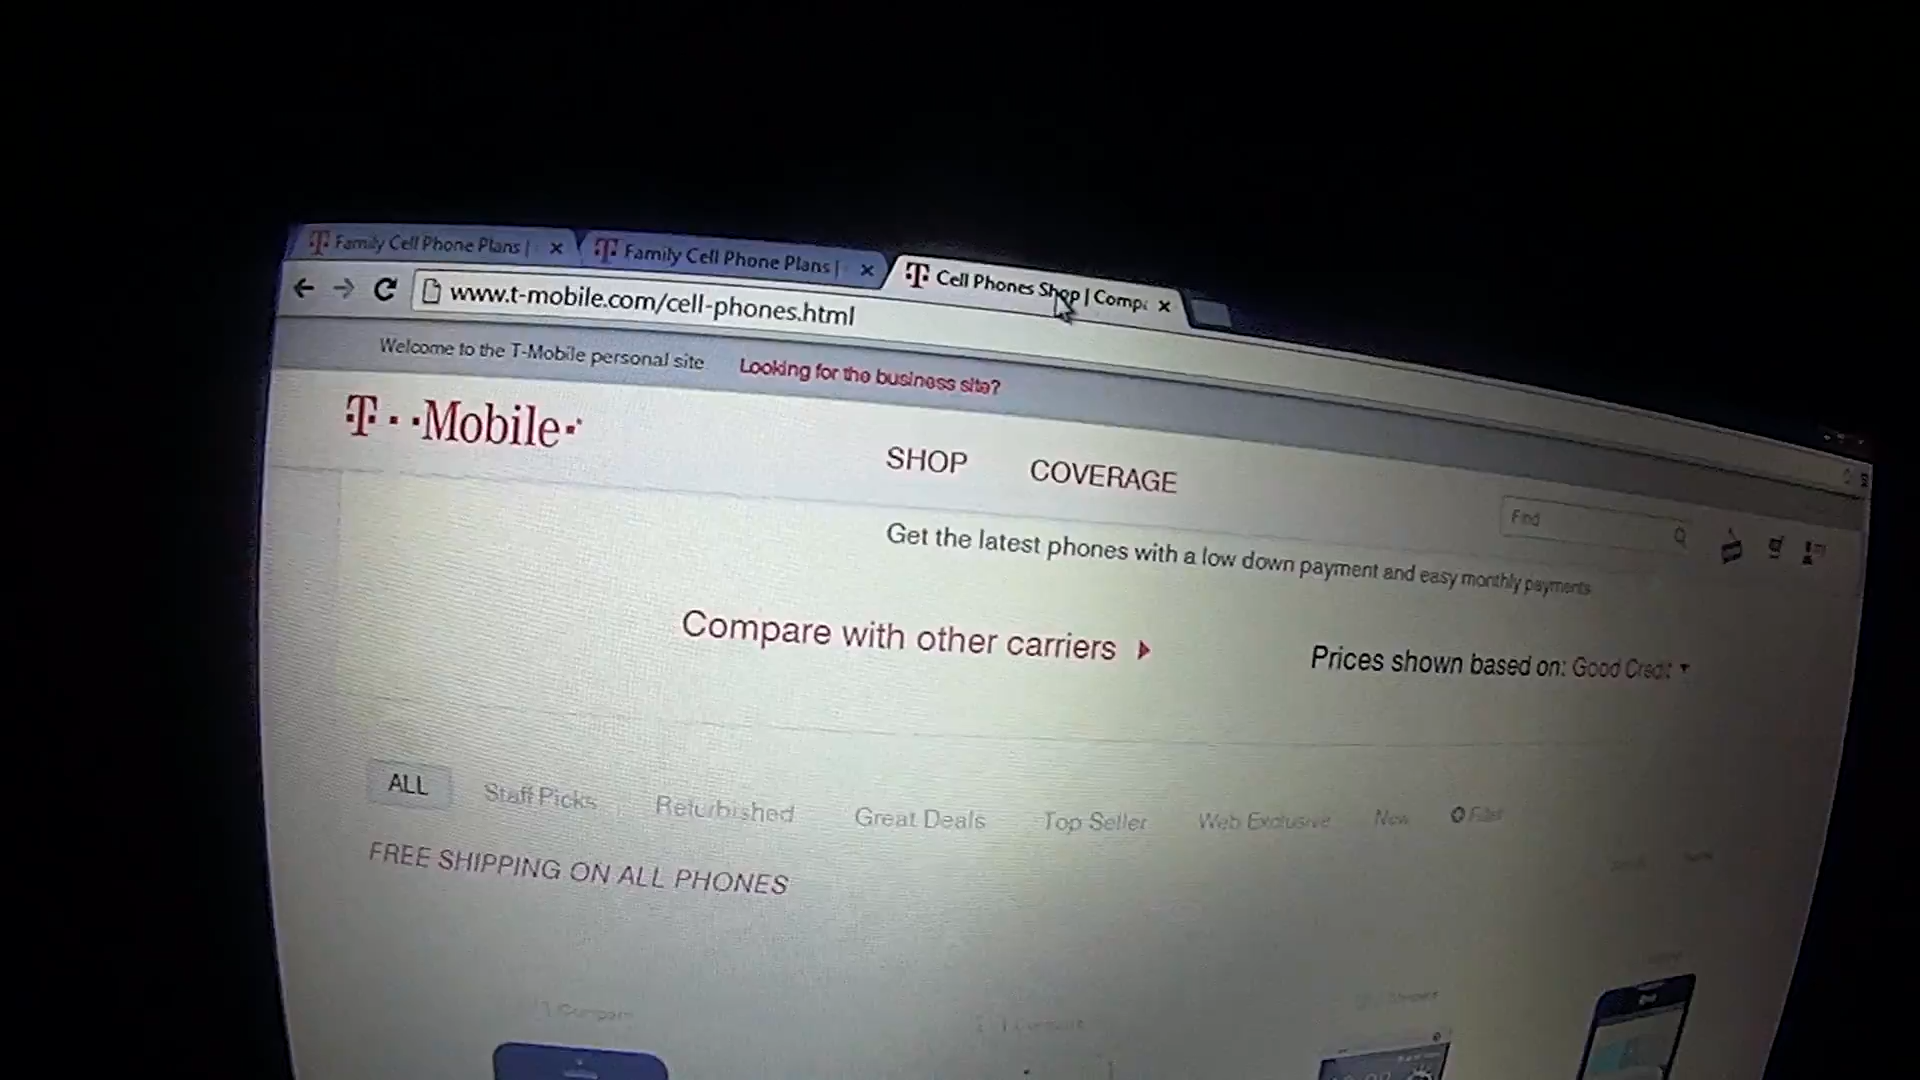 Family Cell Phone Plans |
Family Cell Phone Plans |
Cell Phones Shop | Comp
www.t-mobile.com/cell-phones.html
Welcome to the T-Mobile personal site
Looking for the business site?
T··Mobile·
SHOP
COVERAGE
Find
Get the latest phones with a low down payment and easy monthly payments
Compare with other carriers
Prices shown based on: Good Credit
ALL
Staff Picks
Refurbished
Great Deals
Top Seller
Web Exclusive
New
Filter
FREE SHIPPING ON ALL PHONES
Compare